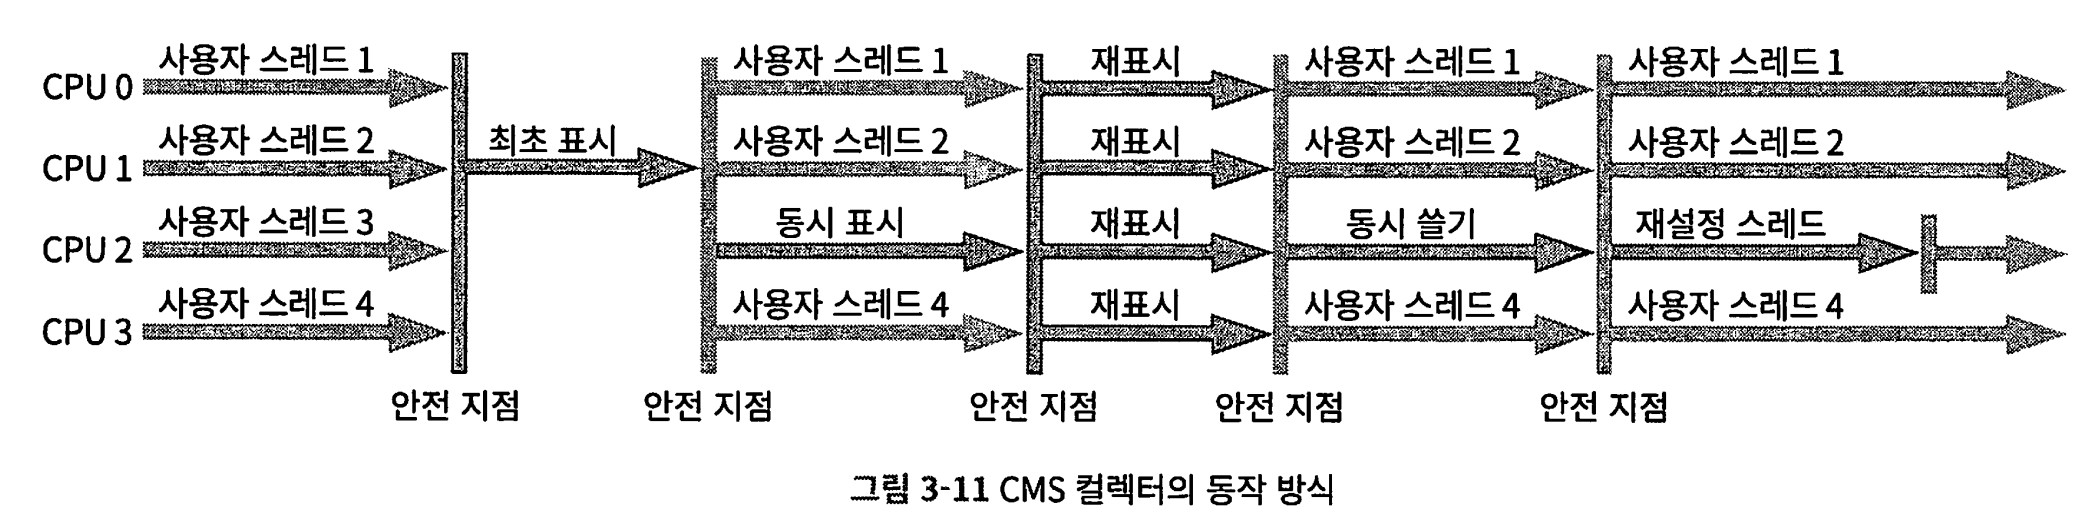 사용자 스레드 1 사용자 스레드 1 재표시 사용자 스레드 1 사용자 스레드 1
CPU 0
사용자 스레드 2 최초 표시 사용자 스레드 2 재표시 사용자 스레드 2 사용자 스레드 2
CPU 1
사용자 스레드 3 동시 표시 재표시 동시 쓸기 재설정 스레드
CPU 2
사용자 스레드 4 사용자 스레드 4 재표시 사용자 스레드 4 사용자 스레드 4
CPU 3
안전 지점 안전 지점 안전 지점 안전 지점 안전 지점
그림 3-11 CMS 컬렉터의 동작 방식